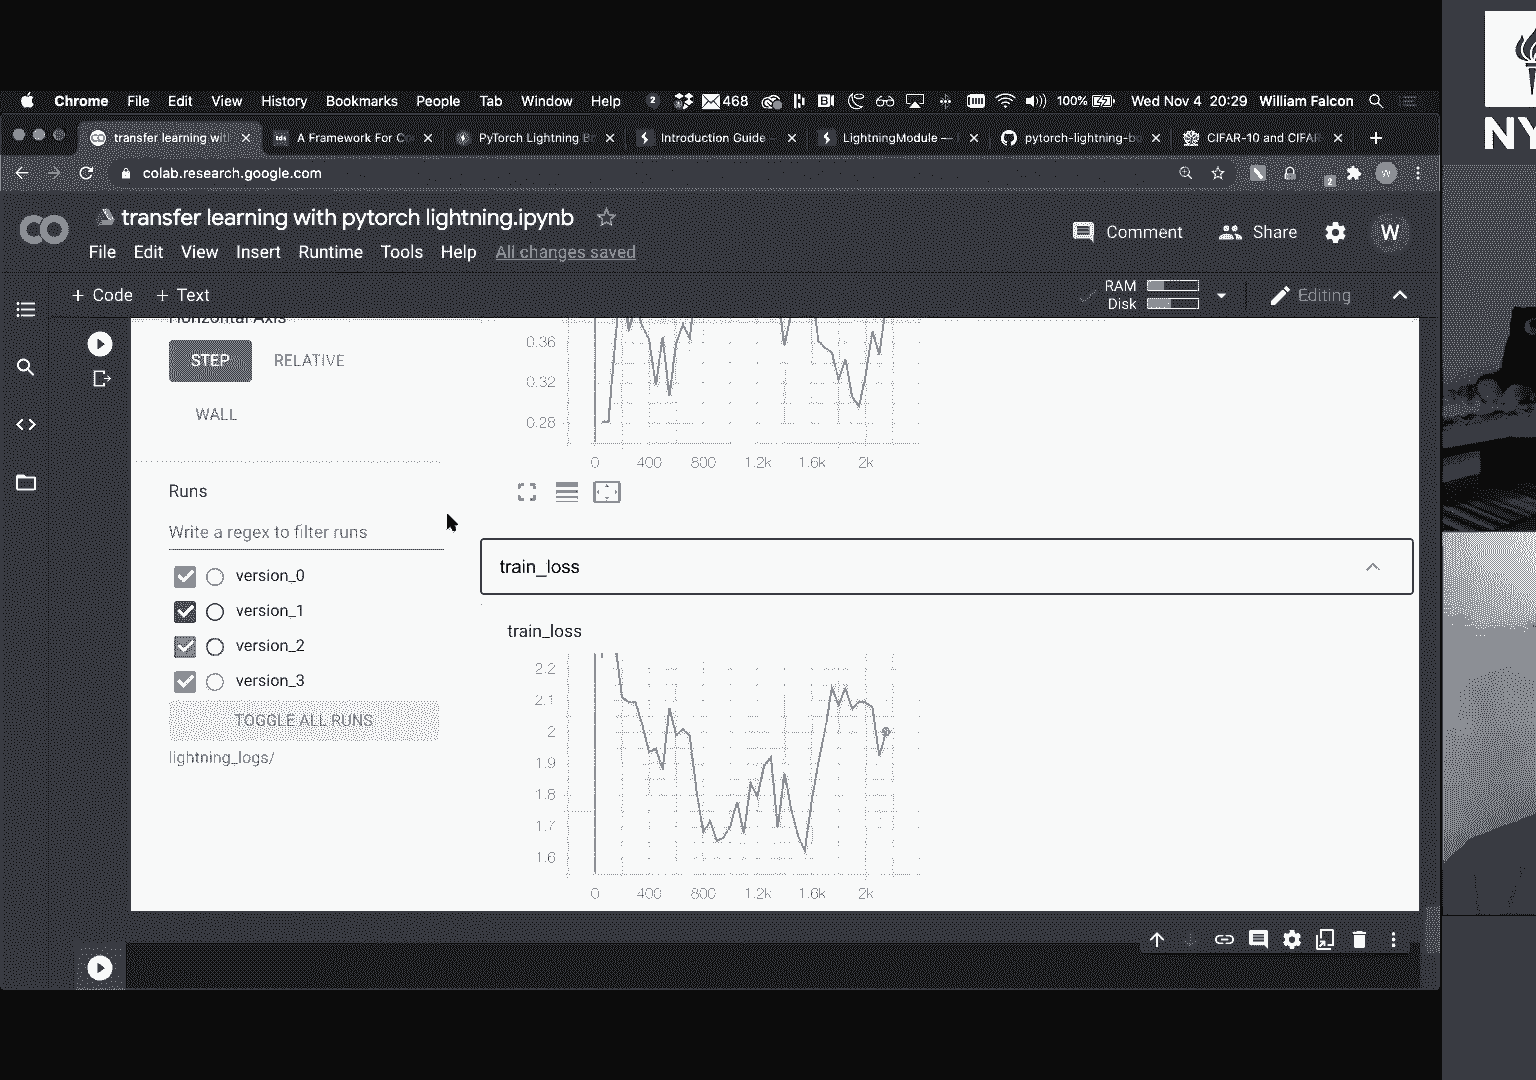 Chrome File Edit View History Bookmarks People Tab Window Help 2 468 100% Wed Nov 4 20:29 William Falcon
transfer learning wit A Framework For Co PyTorch Lightning B Introduction Guide - LightningModule — pytorch-lightning-bo CIFAR-10 and CIFAR
colab.research.google.com 2 W
CO transfer learning with pytorch lightning.ipynb
File Edit View Insert Runtime Tools Help All changes saved
Comment Share W
+ Code + Text RAM Disk Editing
Horizontal Axis
STEP RELATIVE
WALL
0.36
0.32
0.28
0 400 800 1.2k 1.6k 2k
Runs
Write a regex to filter runs
version_0
version_1
version_2
version_3
TOGGLE ALL RUNS
lightning_logs/
train_loss
train_loss
2.2
2.1
2
1.9
1.8
1.7
1.6
0 400 800 1.2k 1.6k 2k
NY